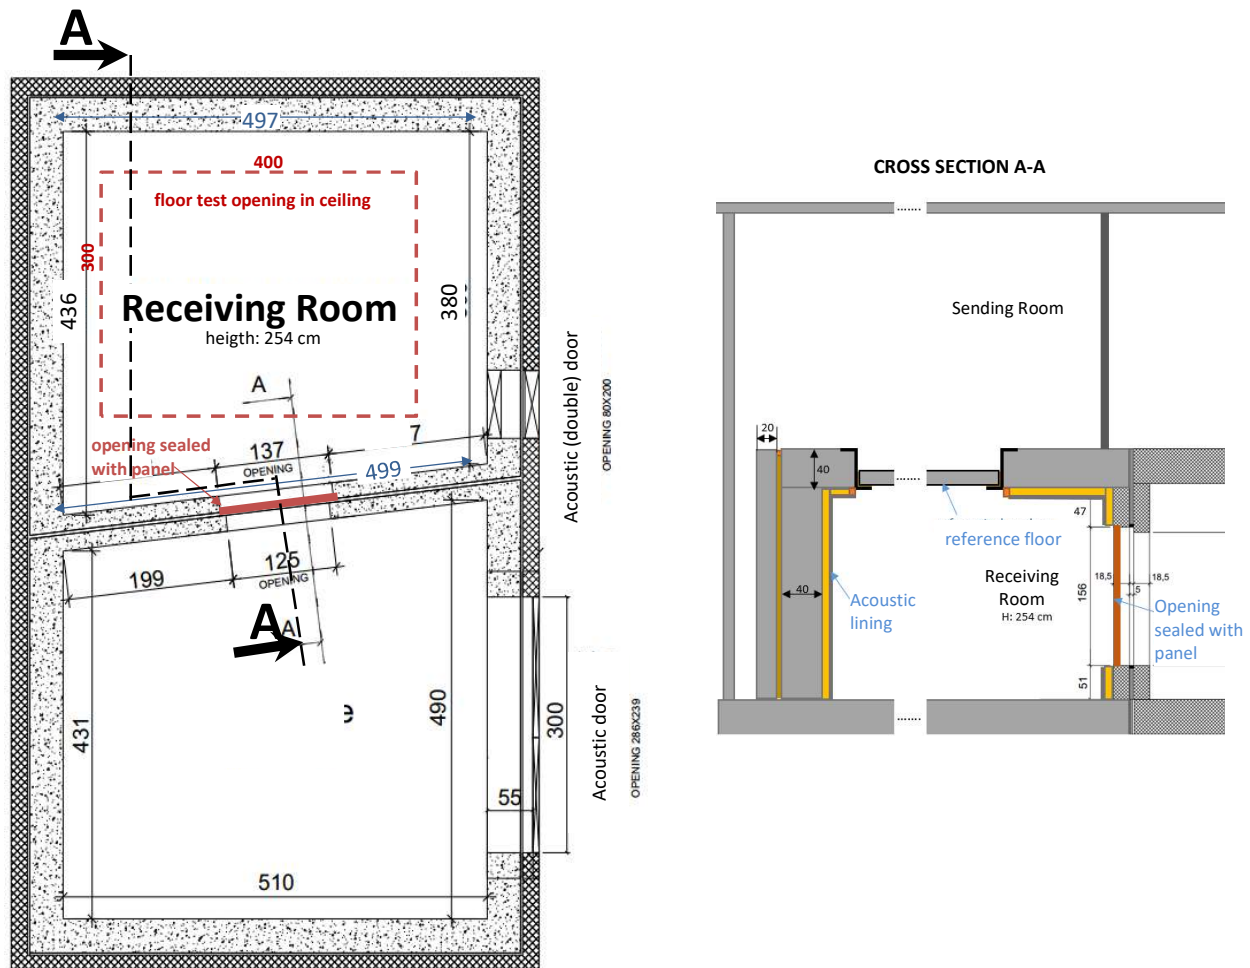 A
497
400
floor test opening in ceiling
300
436
380
Receiving Room
heigth: 254 cm
A
7
opening sealed
with panel
137
OPENING
499
199
125
OPENING
A
A
e
431
490
300
55
510
Acoustic (double) door
OPENING 80X200
Acoustic door
OPENING 286X239
CROSS SECTION A-A
........
Sending Room
20
40
........
47
reference floor
Receiving
Room
H: 254 cm
40
Acoustic
lining
18,5
18,5
5
156
Opening
sealed with
panel
51
........